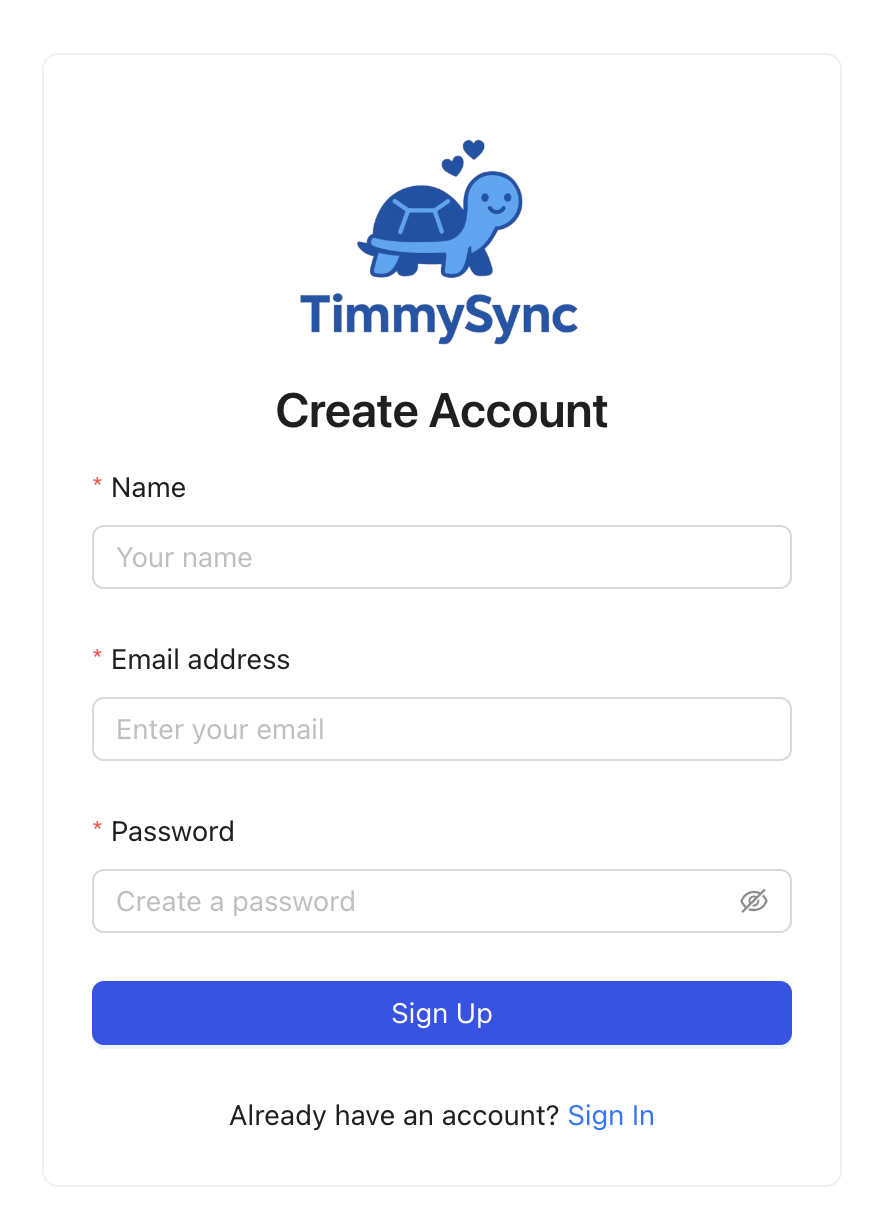 TimmySync
Create Account
* Name
Your name
* Email address
Enter your email
* Password
Create a password
Sign Up
Already have an account? Sign In